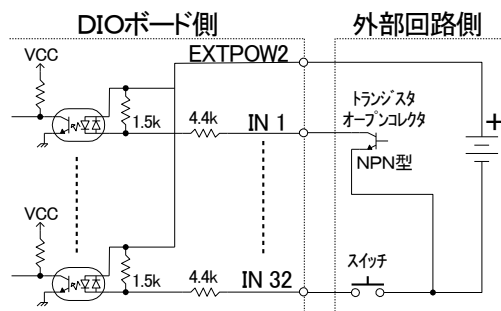 DIOボード側
外部回路側
VCC
EXTPOW2
1.5k
4.4k
IN 1
トランジスタ
オープンコレクタ
NPN型
+
VCC
1.5k
4.4k
IN 32
スイッチ